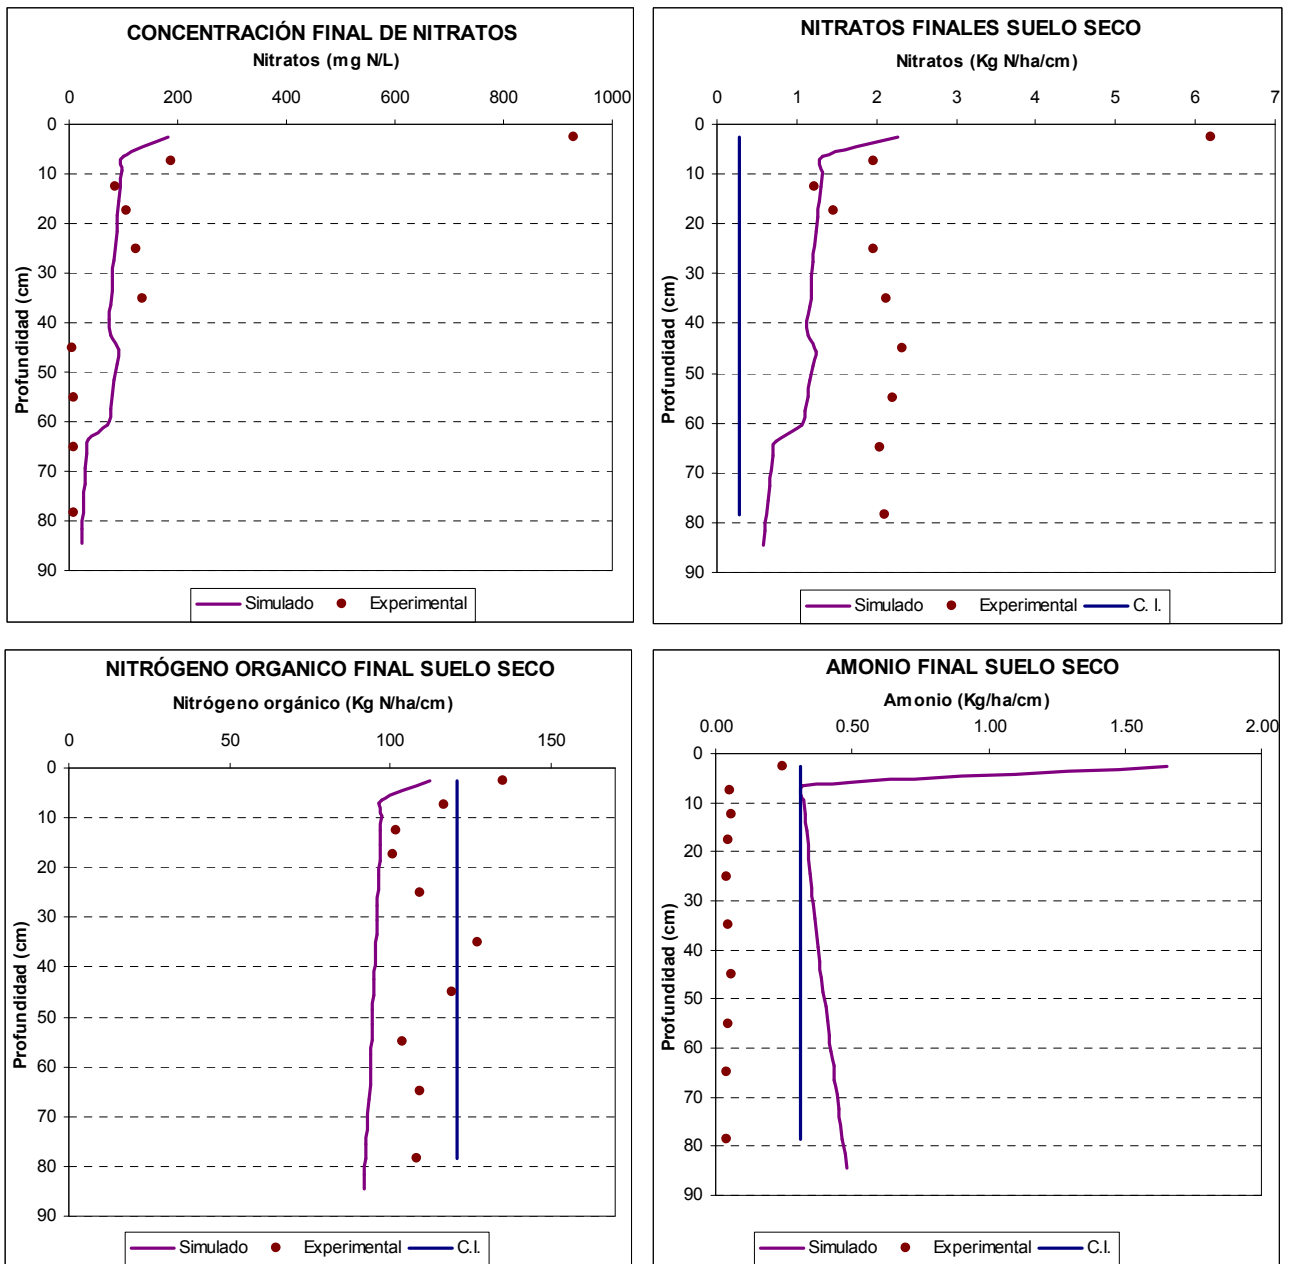 CONCENTRACIÓN FINAL DE NITRATOS
Nitratos (mg N/L)
0 200 400 600 800 1000
0
10
20
30
40
50
60
70
80
90
Profundidad (cm)
Simulado Experimental
NITRATOS FINALES SUELO SECO
Nitratos (Kg N/ha/cm)
0 1 2 3 4 5 6 7
0
10
20
30
40
50
60
70
80
90
Profundidad (cm)
Simulado Experimental C. I.
NITRÓGENO ORGANICO FINAL SUELO SECO
Nitrógeno orgánico (Kg N/ha/cm)
0 50 100 150
0
10
20
30
40
50
60
70
80
90
Profundidad (cm)
Simulado Experimental C.I.
AMONIO FINAL SUELO SECO
Amonio (Kg/ha/cm)
0.00 0.50 1.00 1.50 2.00
0
10
20
30
40
50
60
70
80
90
Profundidad (cm)
Simulado Experimental C.I.